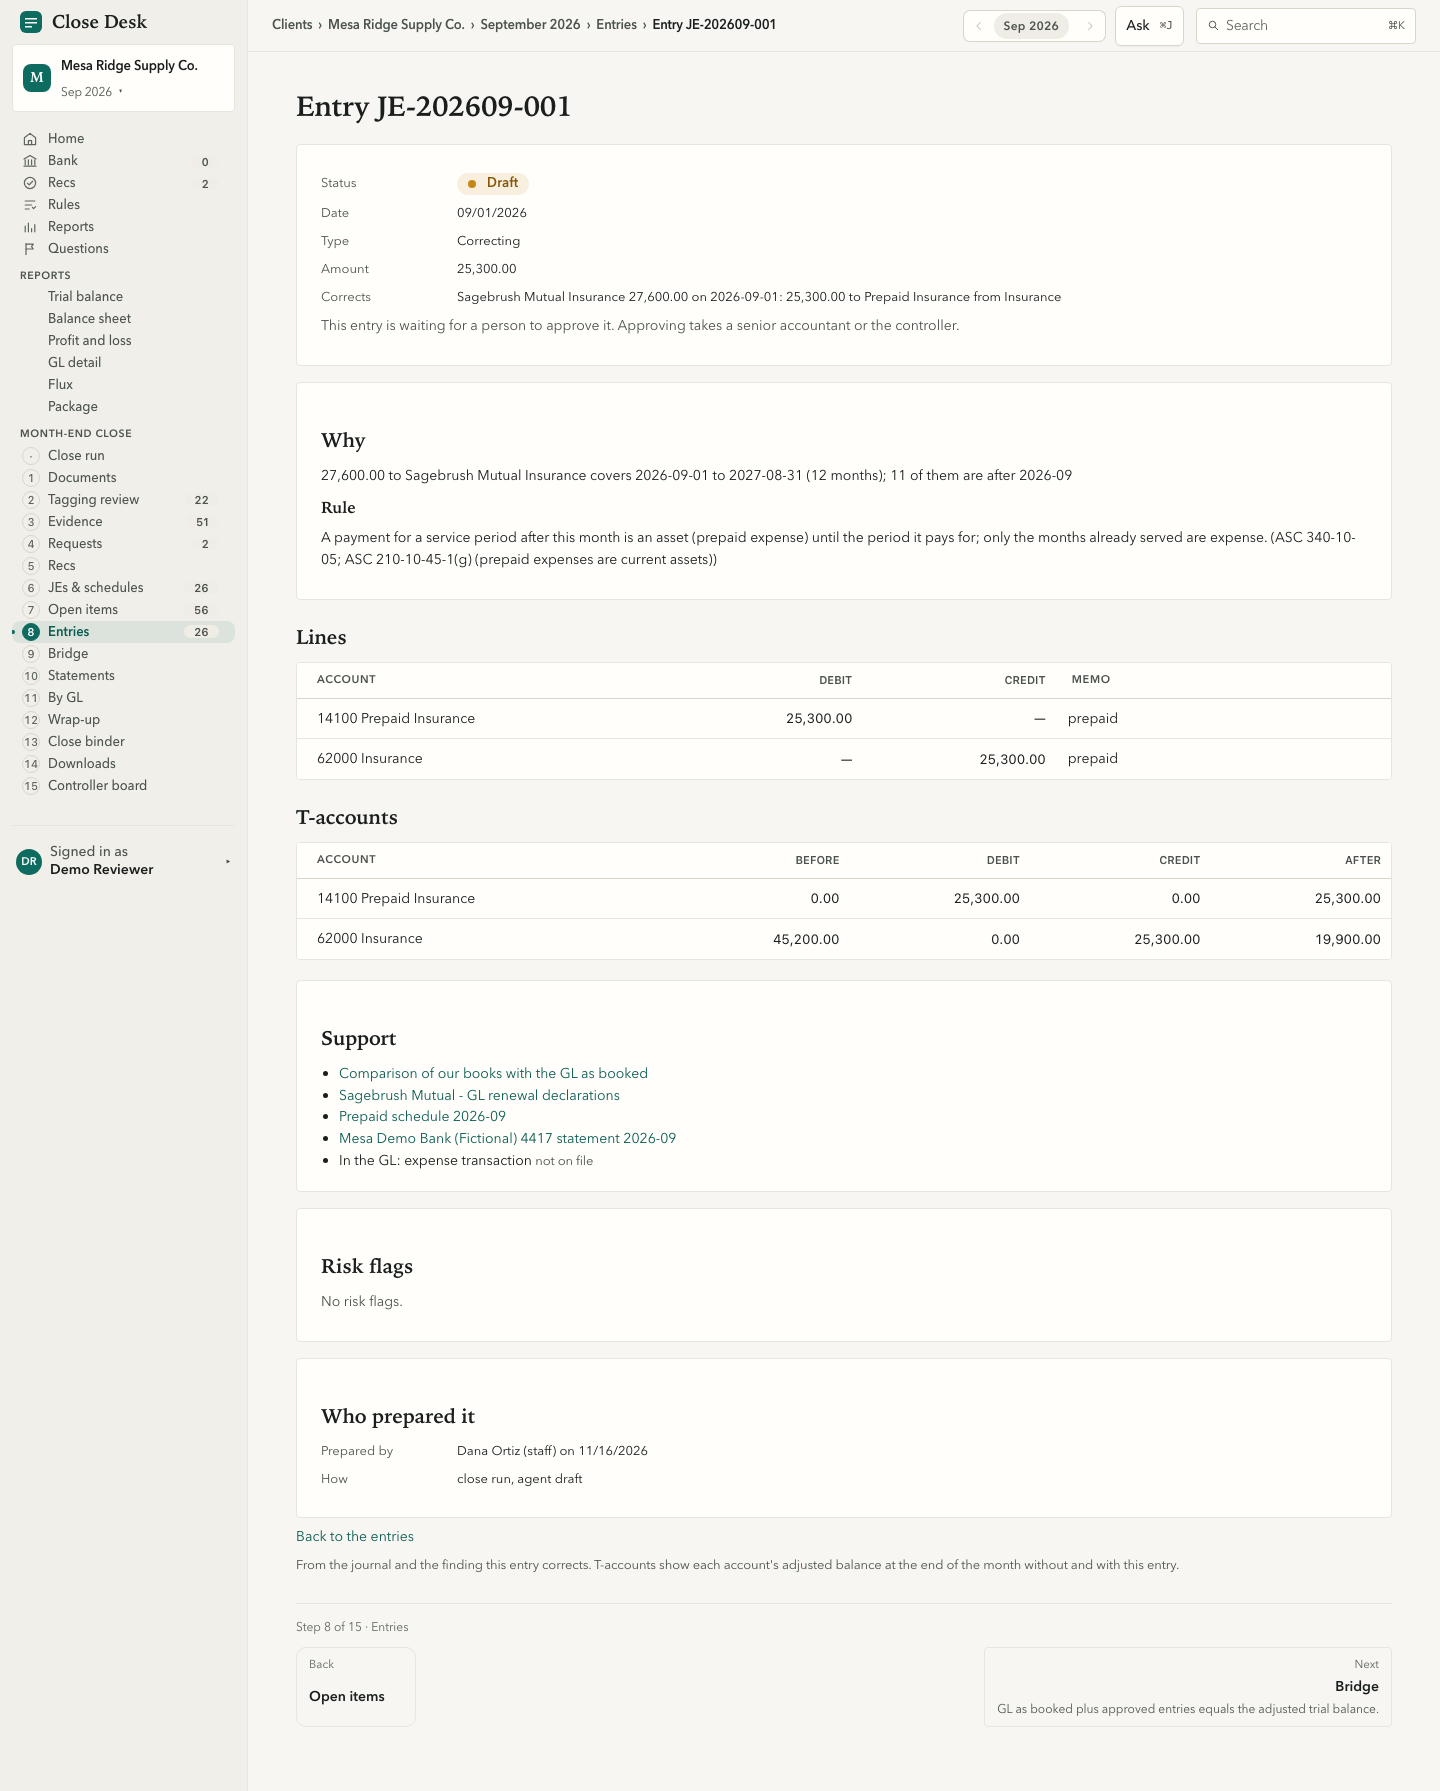 Close Desk
M
Mesa Ridge Supply Co.
Sep 2026
Home
Bank 0
Recs 2
Rules
Reports
Questions
REPORTS
Trial balance
Balance sheet
Profit and loss
GL detail
Flux
Package
MONTH-END CLOSE
· Close run
1 Documents
2 Tagging review 22
3 Evidence 51
4 Requests 2
5 Recs
6 JEs & schedules 26
7 Open items 56
8 Entries 26
9 Bridge
10 Statements
11 By GL
12 Wrap-up
13 Close binder
14 Downloads
15 Controller board
DR
Signed in as
Demo Reviewer
Clients › Mesa Ridge Supply Co. › September 2026 › Entries › Entry JE-202609-001
‹ Sep 2026 ›
Ask ⌘J
Search ⌘K
Entry JE-202609-001
Status Draft
Date 09/01/2026
Type Correcting
Amount 25,300.00
Corrects Sagebrush Mutual Insurance 27,600.00 on 2026-09-01: 25,300.00 to Prepaid Insurance from Insurance
This entry is waiting for a person to approve it. Approving takes a senior accountant or the controller.
Why
27,600.00 to Sagebrush Mutual Insurance covers 2026-09-01 to 2027-08-31 (12 months); 11 of them are after 2026-09
Rule
A payment for a service period after this month is an asset (prepaid expense) until the period it pays for; only the months already served are expense. (ASC 340-10-
05; ASC 210-10-45-1(g) (prepaid expenses are current assets))
Lines
ACCOUNT DEBIT CREDIT MEMO
14100 Prepaid Insurance 25,300.00 — prepaid
62000 Insurance — 25,300.00 prepaid
T-accounts
ACCOUNT BEFORE DEBIT CREDIT AFTER
14100 Prepaid Insurance 0.00 25,300.00 0.00 25,300.00
62000 Insurance 45,200.00 0.00 25,300.00 19,900.00
Support
• Comparison of our books with the GL as booked
• Sagebrush Mutual - GL renewal declarations
• Prepaid schedule 2026-09
• Mesa Demo Bank (Fictional) 4417 statement 2026-09
• In the GL: expense transaction not on file
Risk flags
No risk flags.
Who prepared it
Prepared by Dana Ortiz (staff) on 11/16/2026
How close run, agent draft
Back to the entries
From the journal and the finding this entry corrects. T-accounts show each account's adjusted balance at the end of the month without and with this entry.
Step 8 of 15 · Entries
Back
Open items
Next
Bridge
GL as booked plus approved entries equals the adjusted trial balance.